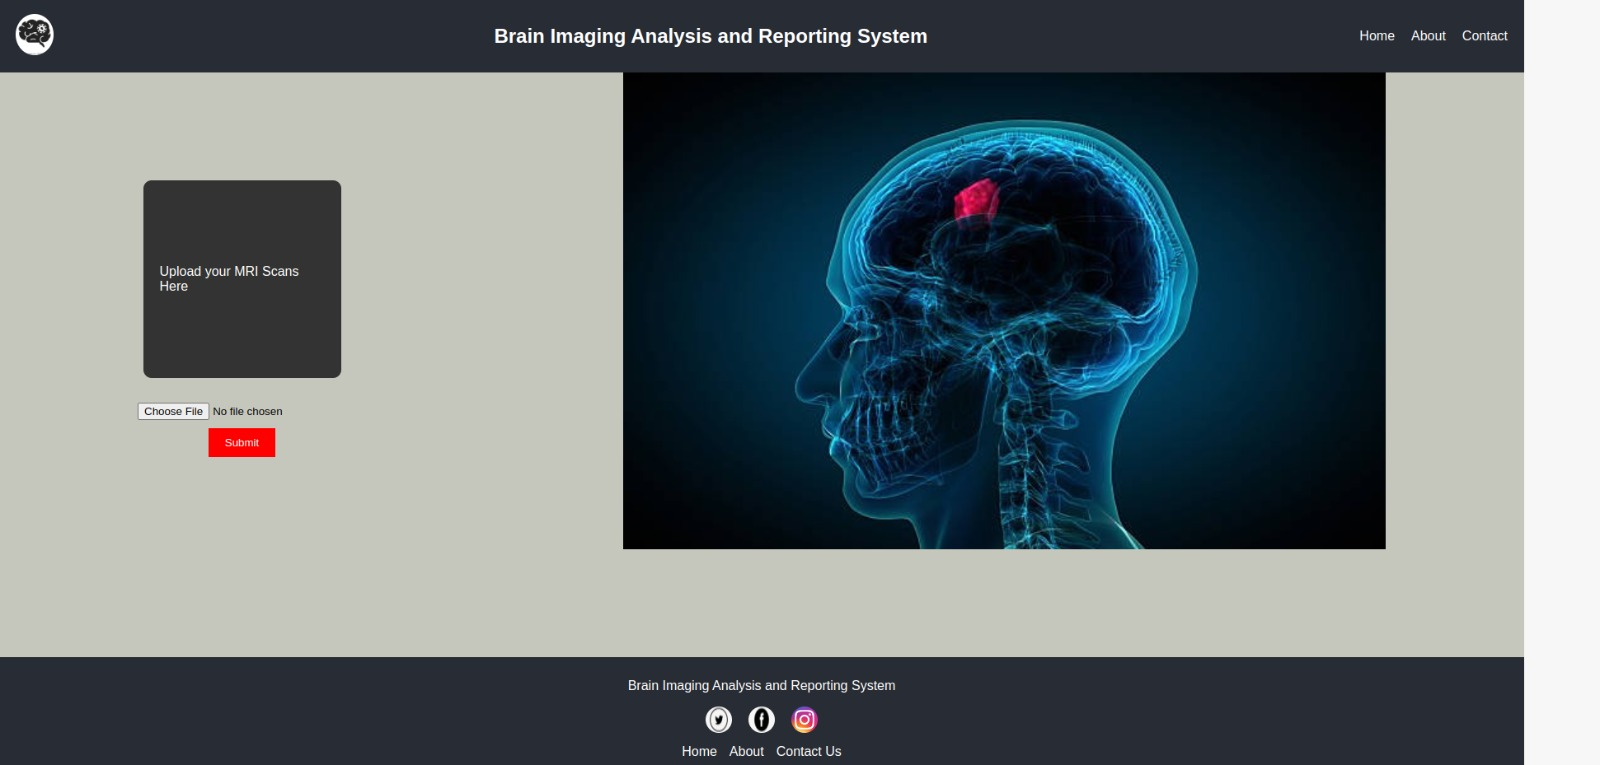 Brain Imaging Analysis and Reporting System
Home About Contact
Upload your MRI Scans
Here
Choose File No file chosen
Submit
Brain Imaging Analysis and Reporting System
Home About Contact Us